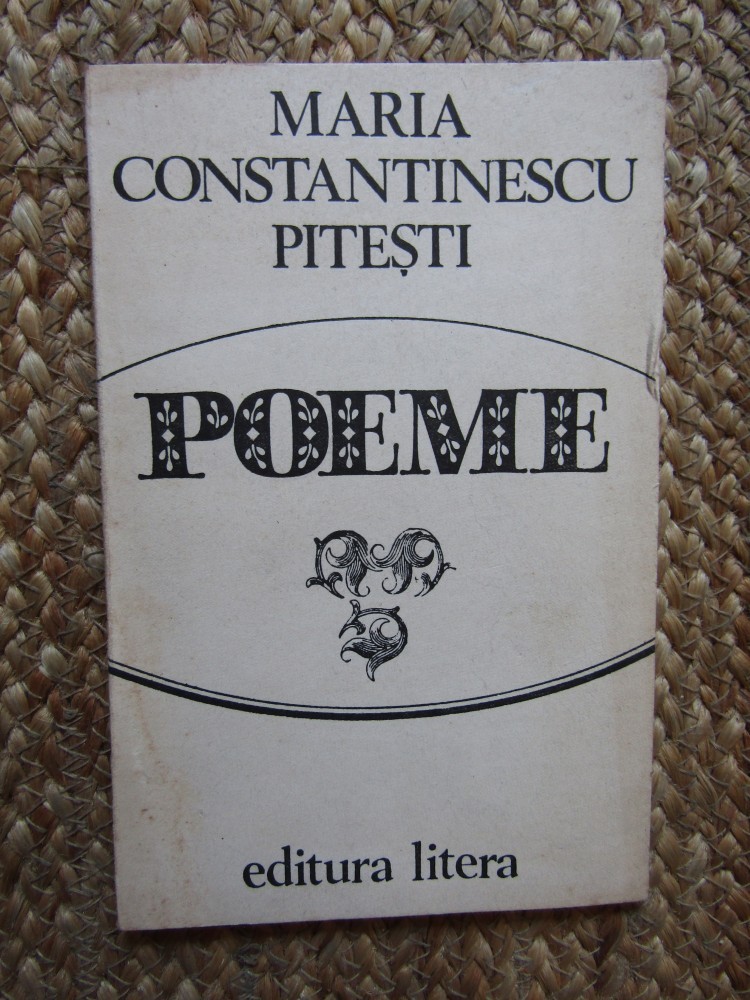 MARIA
CONSTANTINESCU
PITEȘTI
POEME
editura litera